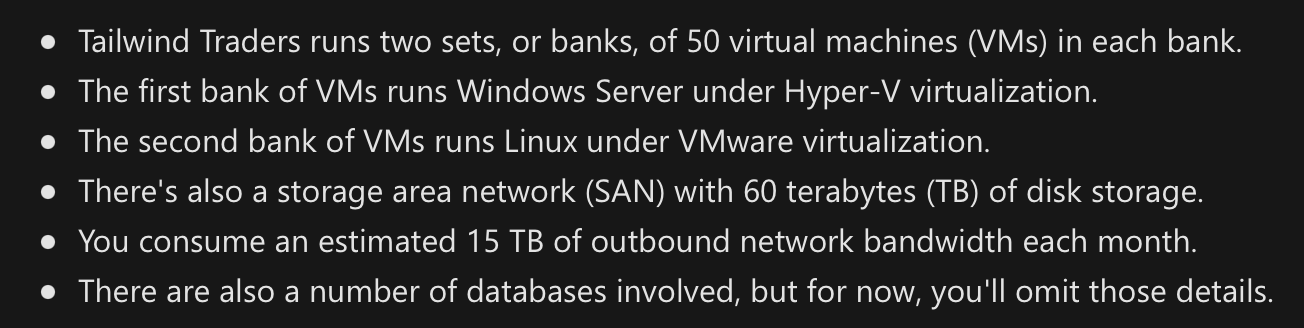 • Tailwind Traders runs two sets, or banks, of 50 virtual machines (VMs) in each bank.
• The first bank of VMs runs Windows Server under Hyper-V virtualization.
• The second bank of VMs runs Linux under VMware virtualization.
• There's also a storage area network (SAN) with 60 terabytes (TB) of disk storage.
• You consume an estimated 15 TB of outbound network bandwidth each month.
• There are also a number of databases involved, but for now, you'll omit those details.